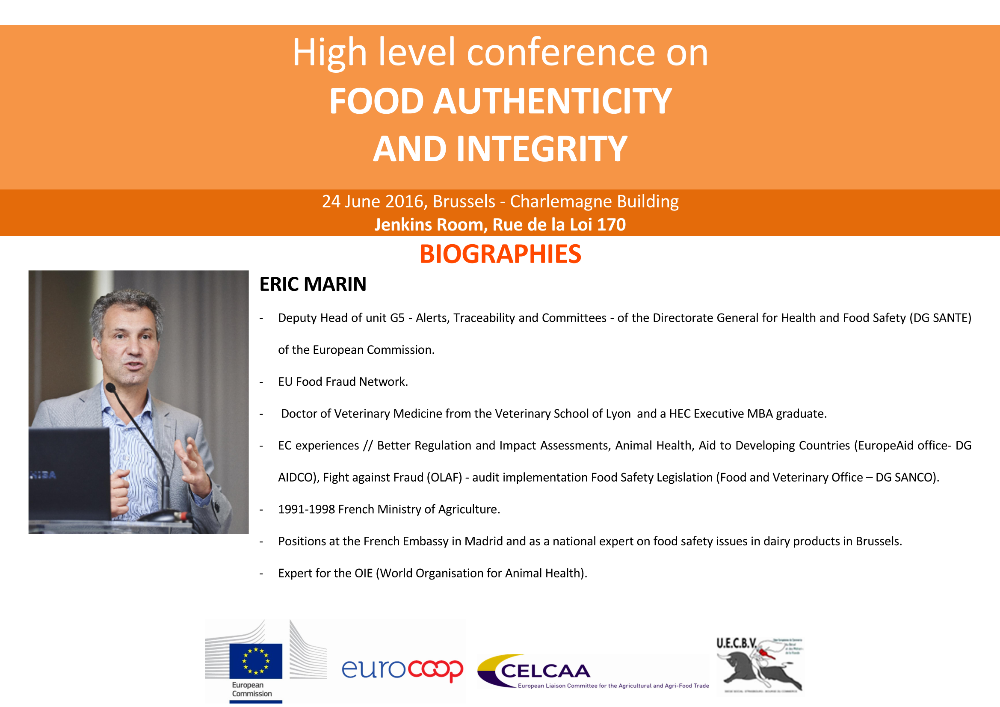 High level conference on
FOOD AUTHENTICITY
AND INTEGRITY
24 June 2016, Brussels - Charlemagne Building
Jenkins Room, Rue de la Loi 170
BIOGRAPHIES
ERIC MARIN
- Deputy Head of unit G5 - Alerts, Traceability and Committees - of the Directorate General for Health and Food Safety (DG SANTE)
of the European Commission.
- EU Food Fraud Network.
- Doctor of Veterinary Medicine from the Veterinary School of Lyon and a HEC Executive MBA graduate.
- EC experiences // Better Regulation and Impact Assessments, Animal Health, Aid to Developing Countries (EuropeAid office- DG
AIDCO), Fight against Fraud (OLAF) - audit implementation Food Safety Legislation (Food and Veterinary Office – DG SANCO).
- 1991-1998 French Ministry of Agriculture.
- Positions at the French Embassy in Madrid and as a national expert on food safety issues in dairy products in Brussels.
- Expert for the OIE (World Organisation for Animal Health).
European
Commission
eurocoop
CELCAA
European Liaison Committee for the Agricultural and Agri-Food Trade
U.E.C.B.V.